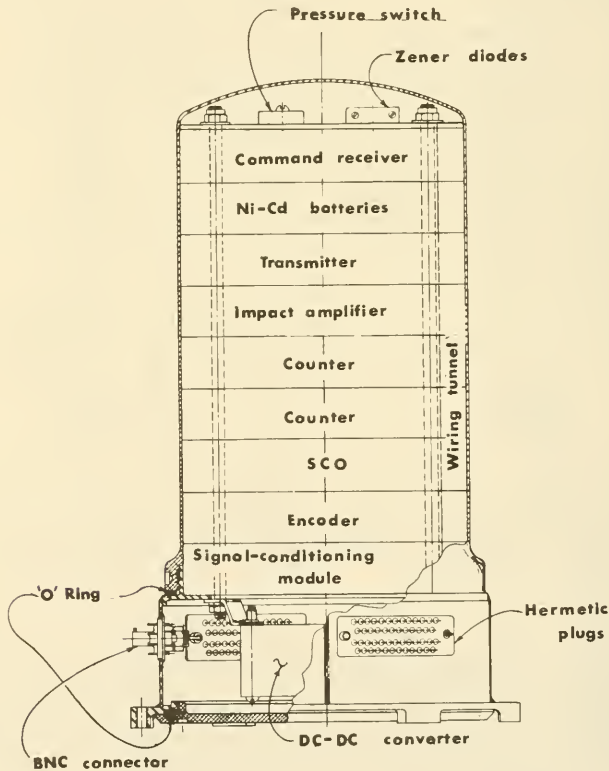 Pressure switch
Zener diodes
Command receiver
Ni-Cd batteries
Transmitter
Impact amplifier
Counter
Counter
SCO
Encoder
Signal-conditioning
module
Wiring tunnel
'O' Ring
Hermetic
plugs
DC-DC converter
BNC connector